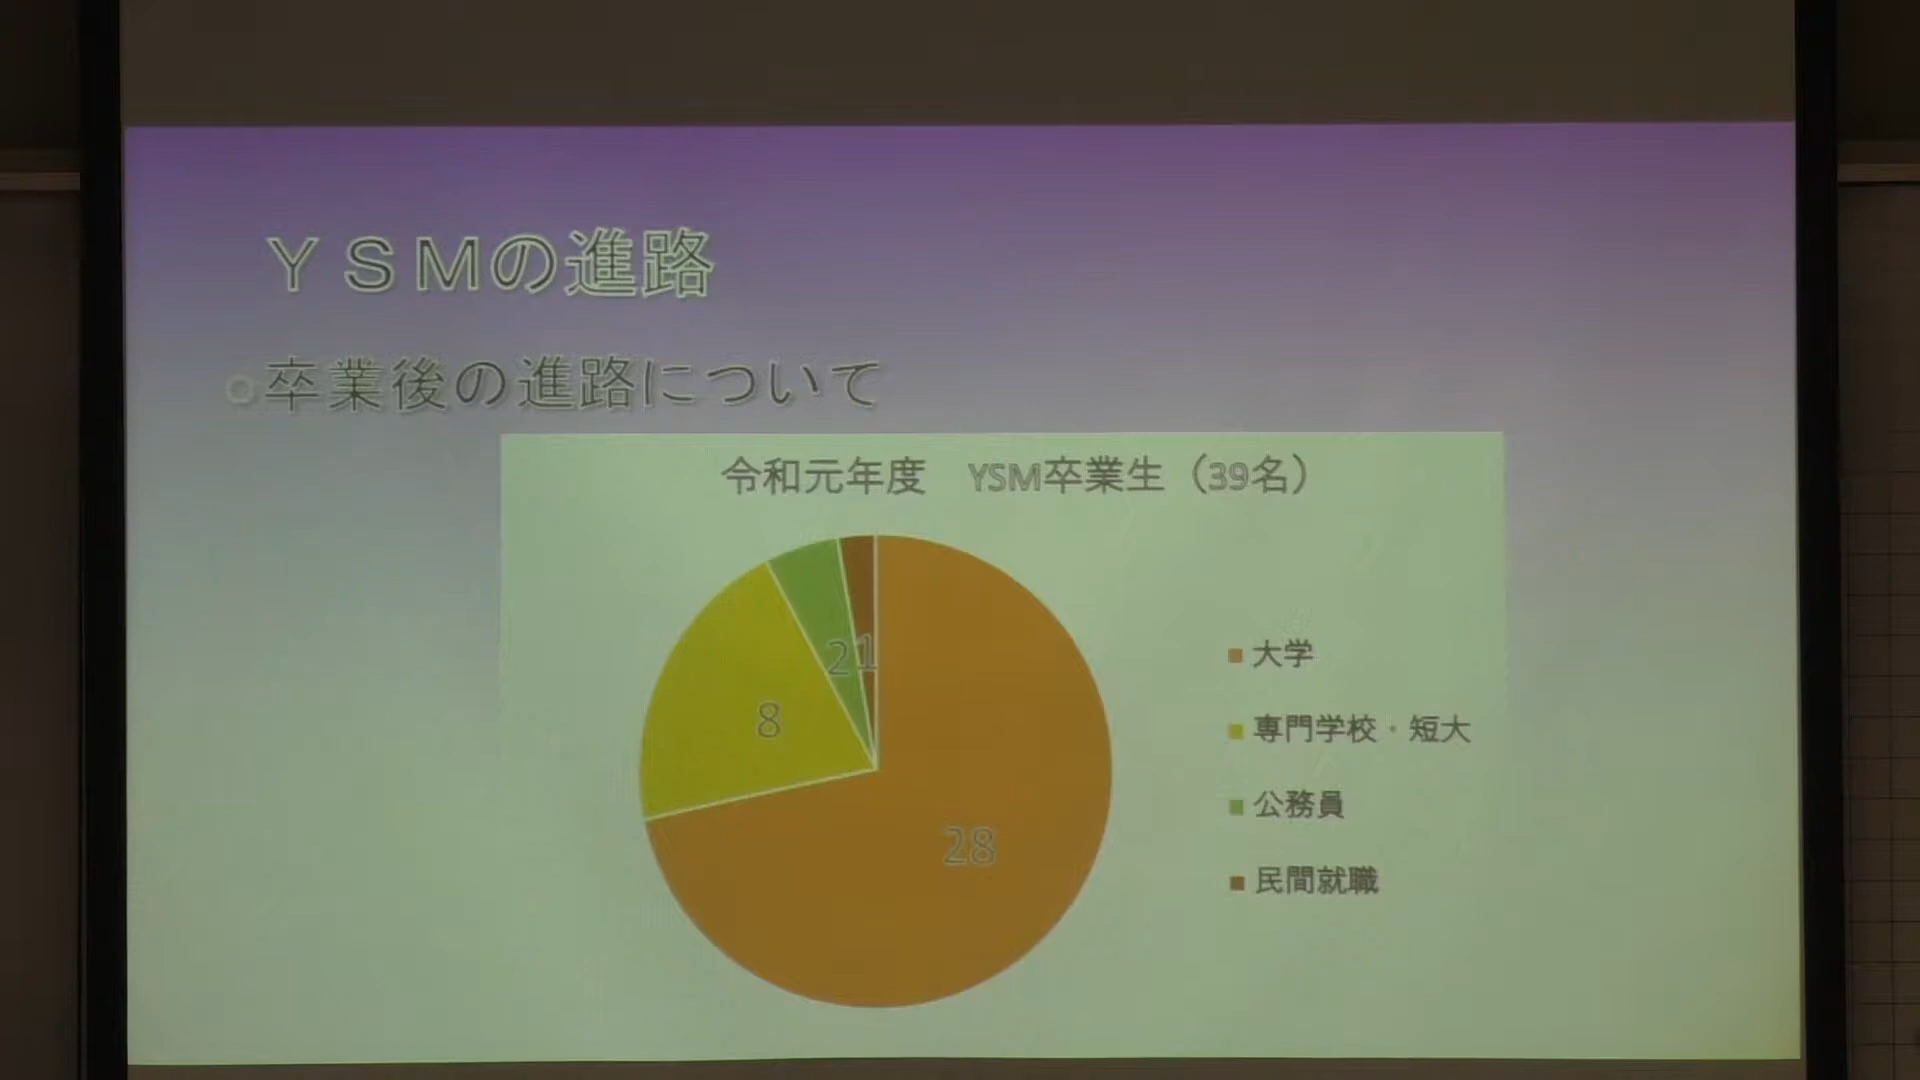 ＹＳＭの進路
卒業後の進路について
令和元年度　YSM卒業生（39名）
21
8
28
大学
専門学校・短大
公務員
民間就職